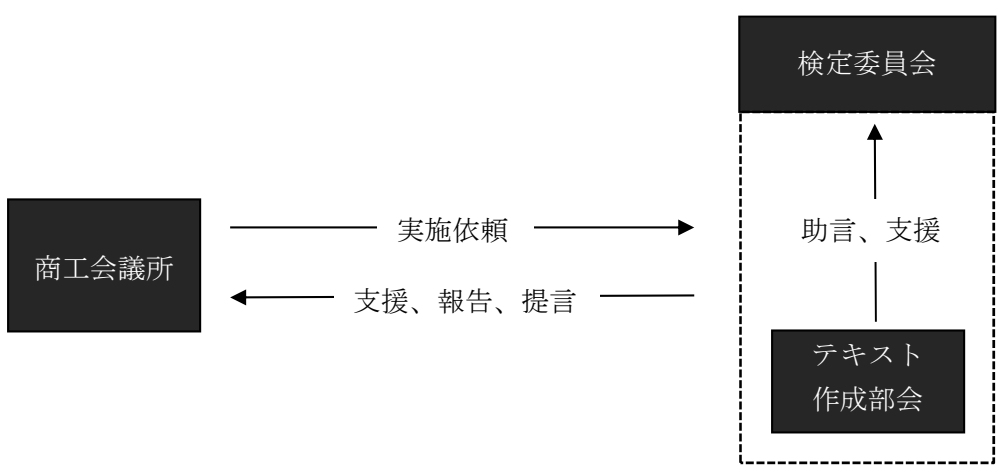 検定委員会
商工会議所
実施依頼
支援、報告、提言
助言、支援
テキスト
作成部会